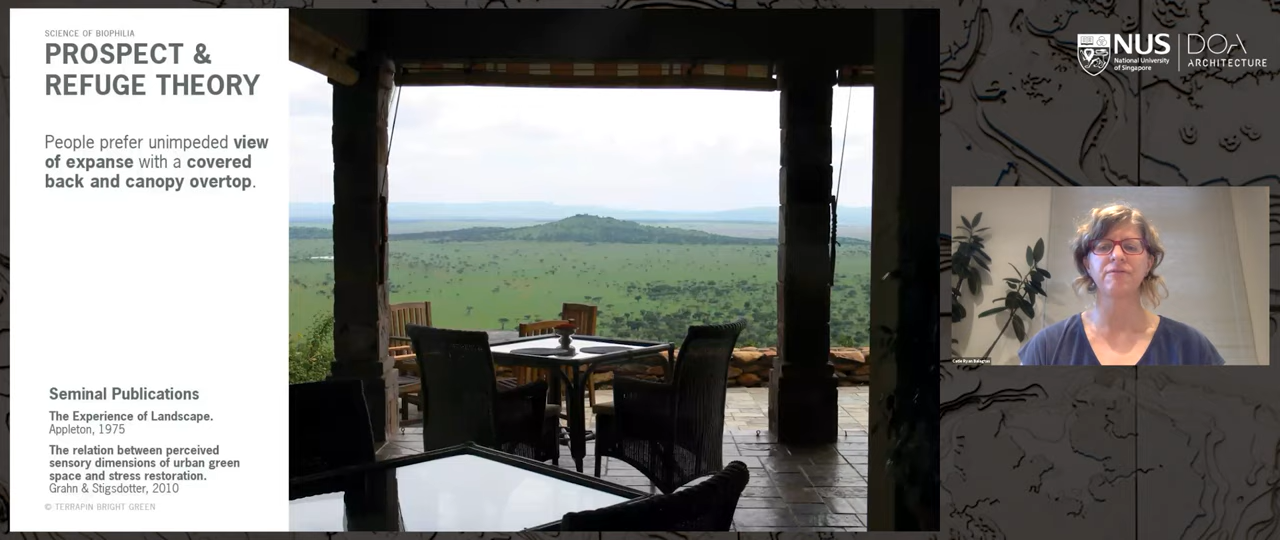 SCIENCE OF BIOPHILIA
PROSPECT &
REFUGE THEORY
People prefer unimpeded view
of expanse with a covered
back and canopy overtop.
Seminal Publications
The Experience of Landscape.
Appleton, 1975
The relation between perceived
sensory dimensions of urban green
space and stress restoration.
Grahn & Stigsdotter, 2010
© TERRAPIN BRIGHT GREEN
NUS
National University
of Singapore
DOA
ARCHITECTURE